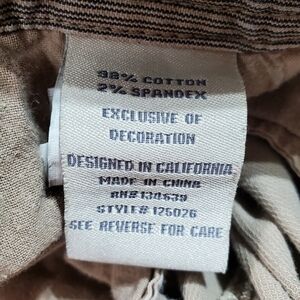 98% COTTON
2% SPANDEX
EXCLUSIVE OF
DECORATION
DESIGNED IN CALIFORNIA
MADE IN CHINA
RN#134639
STYLE# 125026
SEE REVERSE FOR CARE